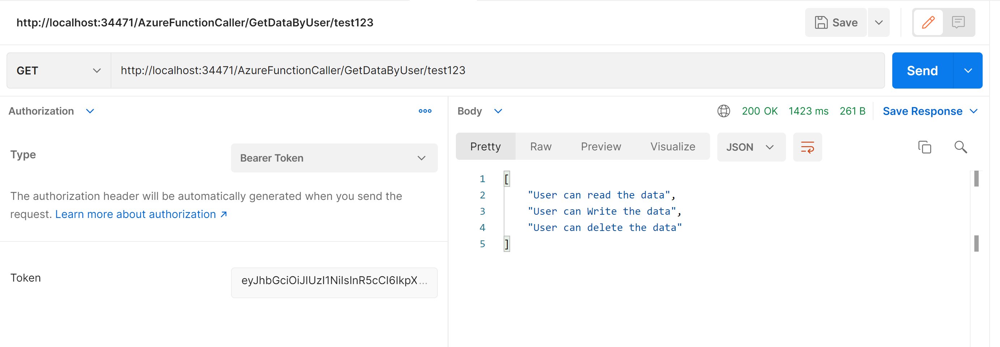 http://localhost:34471/AzureFunctionCaller/GetDataByUser/test123
Save
GET
http://localhost:34471/AzureFunctionCaller/GetDataByUser/test123
Send
Authorization
Type
Bearer Token
The authorization header will be automatically generated when you send the
request. Learn more about authorization ↗
Token
eyJhbGciOiJIUzI1NiIsInR5cCI6IkpX...
Body
200 OK 1423 ms 261 B Save Response
Pretty Raw Preview Visualize JSON
1 [
2 "User can read the data",
3 "User can Write the data",
4 "User can delete the data"
5 ]